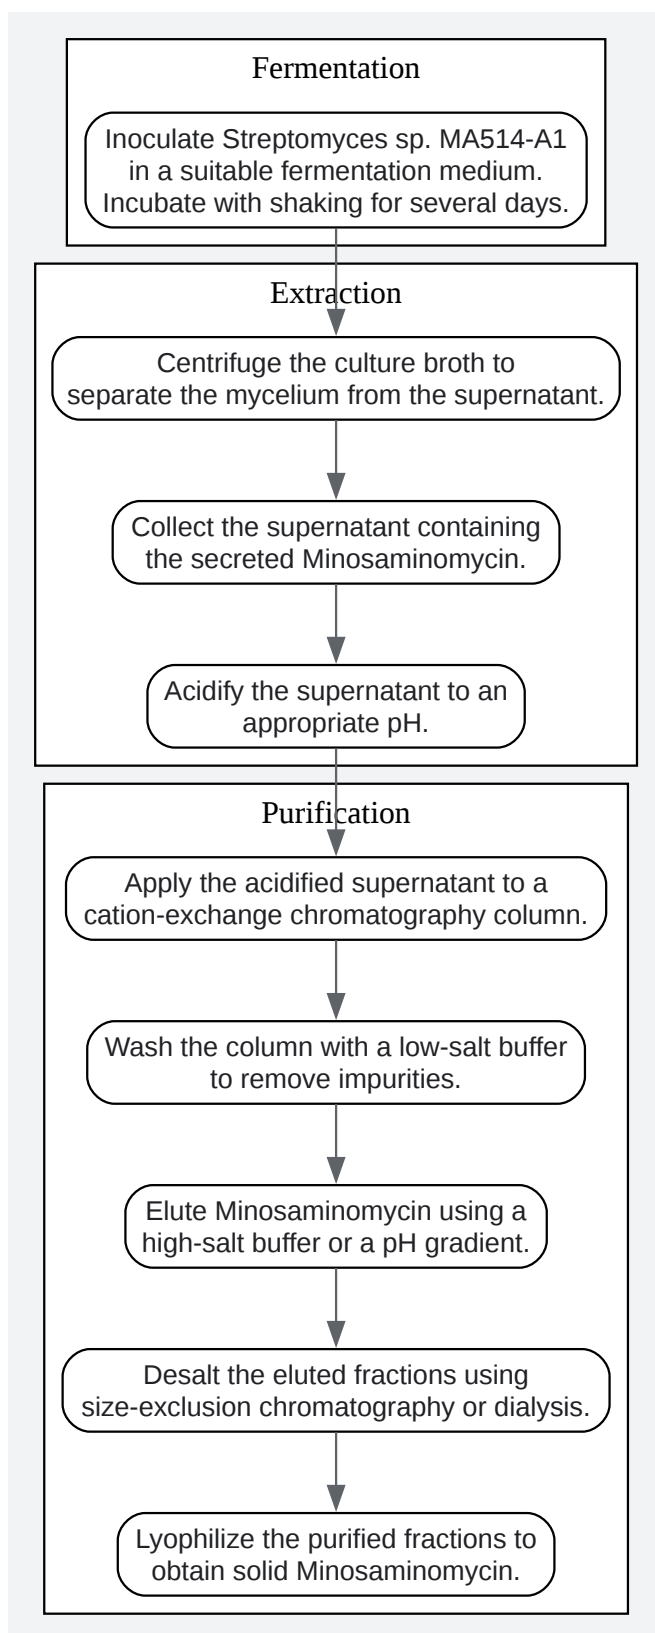 Fermentation
Inoculate Streptomyces sp. MA514-A1
in a suitable fermentation medium.
Incubate with shaking for several days.
Extraction
Centrifuge the culture broth to
separate the mycelium from the supernatant.
Collect the supernatant containing
the secreted Minosaminomycin.
Acidify the supernatant to an
appropriate pH.
Purification
Apply the acidified supernatant to a
cation-exchange chromatography column.
Wash the column with a low-salt buffer
to remove impurities.
Elute Minosaminomycin using a
high-salt buffer or a pH gradient.
Desalt the eluted fractions using
size-exclusion chromatography or dialysis.
Lyophilize the purified fractions to
obtain solid Minosaminomycin.